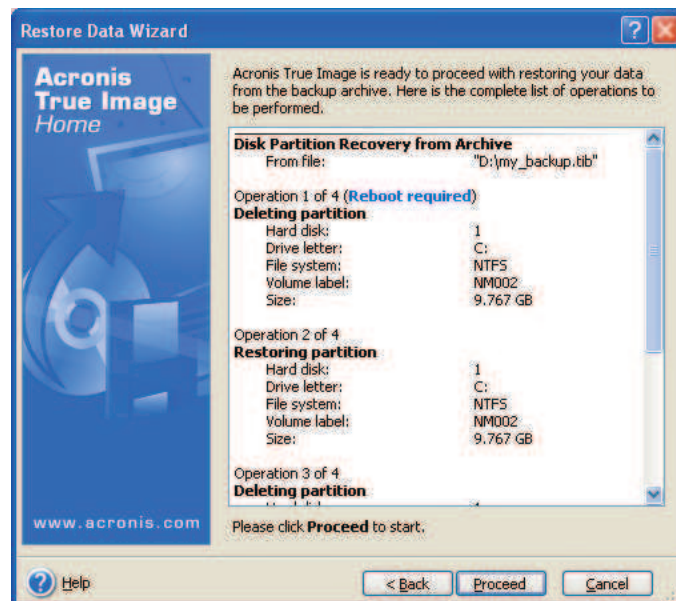 Restore Data Wizard
Acronis
True Image
Home
Acronis True Image is ready to proceed with restoring your data
from the backup archive. Here is the complete list of operations to
be performed.
Disk Partition Recovery from Archive
From file: "D:\my_backup.tib"
Operation 1 of 4 (Reboot required)
Deleting partition
Hard disk: 1
Drive letter: C:
File system: NTFS
Volume label: NM002
Size: 9.767 GB
Operation 2 of 4
Restoring partition
Hard disk: 1
Drive letter: C:
File system: NTFS
Volume label: NM002
Size: 9.767 GB
Operation 3 of 4
Deleting partition
www.acronis.com
Please click Proceed to start.
Help
< Back
Proceed
Cancel